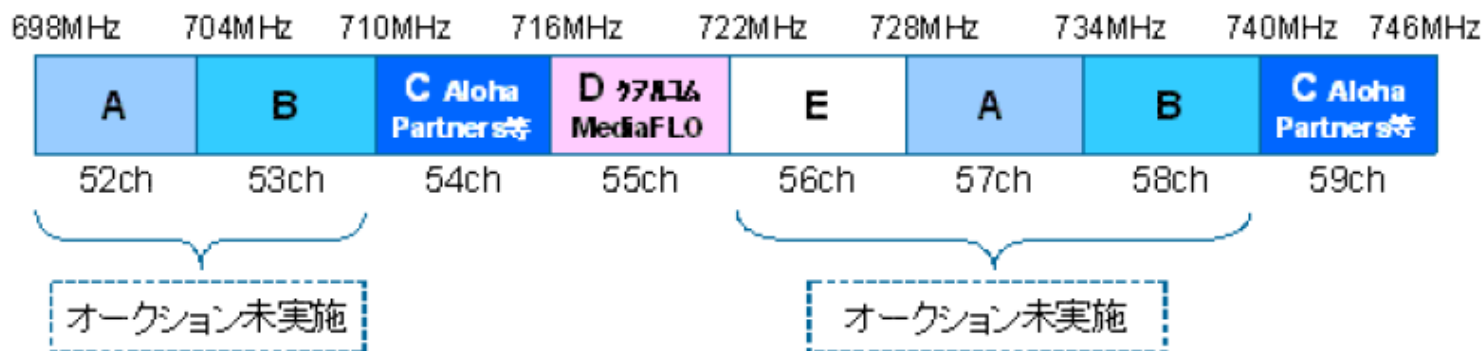 698MHz 704MHz 710MHz 716MHz 722MHz 728MHz 734MHz 740MHz 746MHz
A B C Aloha Partners等 D クアルコム MediaFLO E A B C Aloha Partners等
52ch 53ch 54ch 55ch 56ch 57ch 58ch 59ch
オークション未実施 オークション未実施